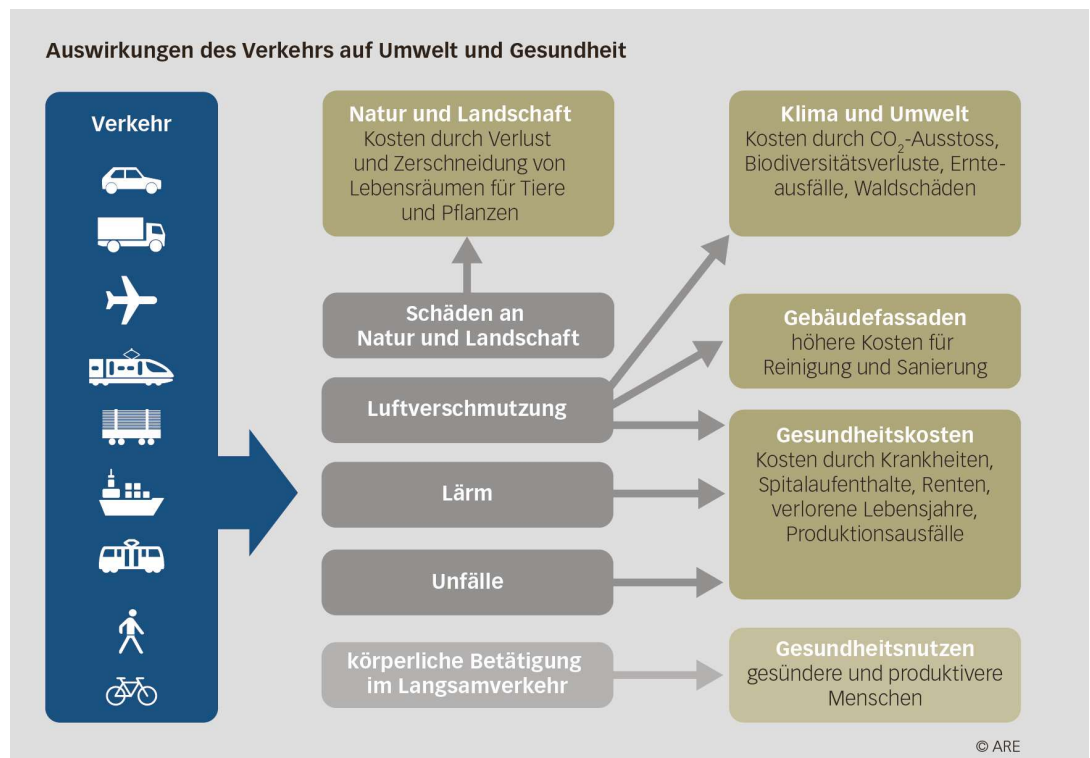 Auswirkungen des Verkehrs auf Umwelt und Gesundheit
Verkehr
Natur und Landschaft
Kosten durch Verlust
und Zerschneidung von
Lebensräumen für Tiere
und Pflanzen
Schäden an
Natur und Landschaft
Luftverschmutzung
Lärm
Unfälle
körperliche Betätigung
im Langsamverkehr
Klima und Umwelt
Kosten durch CO₂-Ausstoss,
Biodiversitätsverluste, Ernte-
ausfälle, Waldschäden
Gebäudefassaden
höhere Kosten für
Reinigung und Sanierung
Gesundheitskosten
Kosten durch Krankheiten,
Spitalaufenthalte, Renten,
verlorene Lebensjahre,
Produktionsausfälle
Gesundheitsnutzen
gesündere und produktivere
Menschen
© ARE